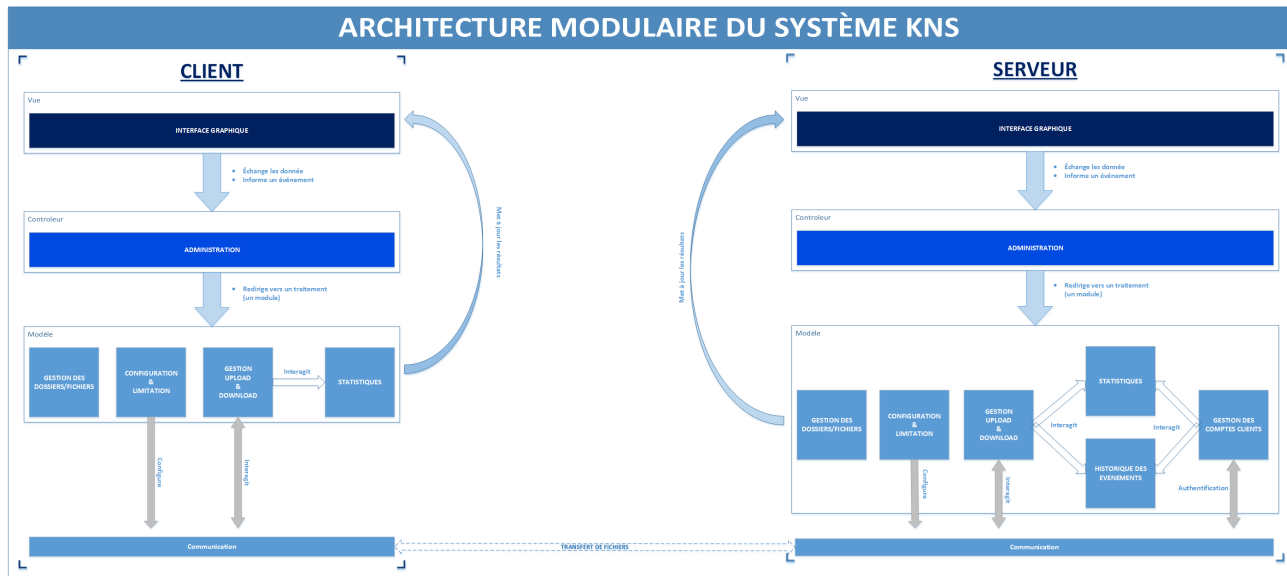 ARCHITECTURE MODULAIRE DU SYSTÈME KNS
CLIENT
Vue
INTERFACE GRAPHIQUE
Échange les donnée
Informe un événement
Controleur
ADMINISTRATION
Redirige vers un traitement
(un module)
Met à jour les résultats
Modèle
GESTION DES
DOSSIERS/FICHIERS
CONFIGURATION
&
LIMITATION
GESTION
UPLOAD
&
DOWNLOAD
Interagit
STATISTIQUES
Configure
Interagit
Communication
TRANSFERT DE FICHIERS
SERVEUR
Vue
INTERFACE GRAPHIQUE
Échange les donnée
Informe un événement
Controleur
ADMINISTRATION
Redirige vers un traitement
(un module)
Met à jour les résultats
Modèle
GESTION DES
DOSSIERS/FICHIERS
CONFIGURATION
&
LIMITATION
GESTION
UPLOAD
&
DOWNLOAD
Interagit
STATISTIQUES
HISTORIQUE DES
EVENEMENTS
Interagit
GESTION DES
COMPTES CLIENTS
Configure
Interagit
Authentification
Communication